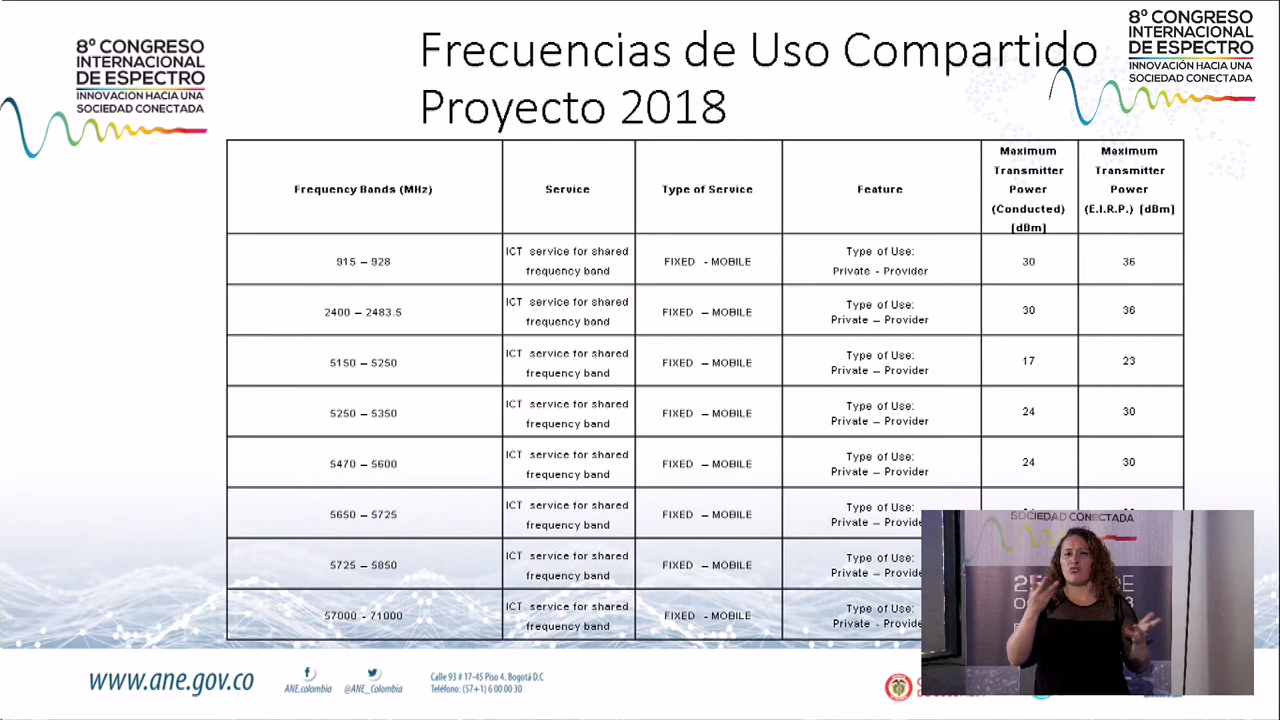 8º CONGRESO
INTERNACIONAL
DE ESPECTRO
INNOVACIÓN HACIA UNA
SOCIEDAD CONECTADA
Frecuencias de Uso Compartido
Proyecto 2018
8º CONGRESO
INTERNACIONAL
DE ESPECTRO
INNOVACIÓN HACIA UNA
SOCIEDAD CONECTADA
Frequency Bands (MHz)
Service
Type of Service
Feature
Maximum
Transmitter
Power
(Conducted)
[dBm]
Maximum
Transmitter
Power
(E.I.R.P.) [dBm]
915 – 928
ICT service for shared
frequency band
FIXED - MOBILE
Type of Use:
Private - Provider
30
36
2400 – 2483.5
ICT service for shared
frequency band
FIXED – MOBILE
Type of Use:
Private – Provider
30
36
5150 – 5250
ICT service for shared
frequency band
FIXED – MOBILE
Type of Use:
Private – Provider
17
23
5250 – 5350
ICT service for shared
frequency band
FIXED – MOBILE
Type of Use:
Private – Provider
24
30
5470 – 5600
ICT service for shared
frequency band
FIXED – MOBILE
Type of Use:
Private – Provider
24
30
5650 – 5725
ICT service for shared
frequency band
FIXED – MOBILE
Type of Use:
Private – Provide
5725 – 5850
ICT service for shared
frequency band
FIXED – MOBILE
Type of Use:
Private – Provide
57000 - 71000
ICT service for shared
frequency band
FIXED – MOBILE
Type of Use:
Private - Provide
SOCIEDAD CONECTADA
25
DE
www.ane.gov.co
ANE.colombia
@ANE_Colombia
Calle 93 # 17-45 Piso 4. Bogotá D.C
Teléfono: (57+1) 6 00 00 30